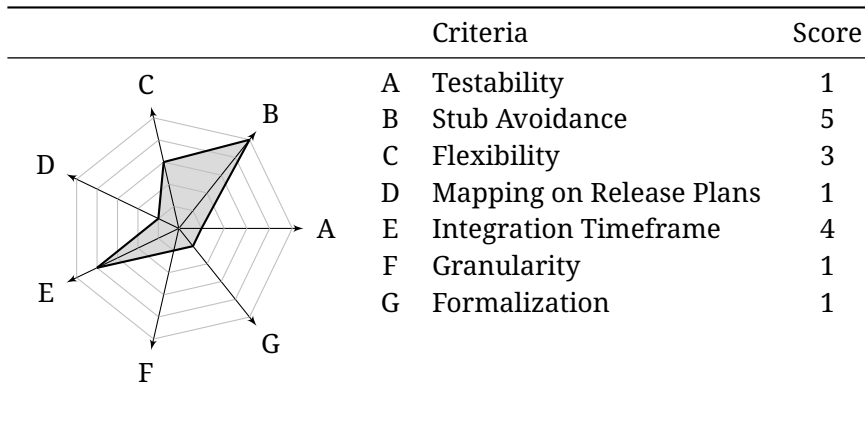 Criteria Score
A Testability 1
B Stub Avoidance 5
C Flexibility 3
D Mapping on Release Plans 1
E Integration Timeframe 4
F Granularity 1
G Formalization 1
C
B
D
A
E
G
F